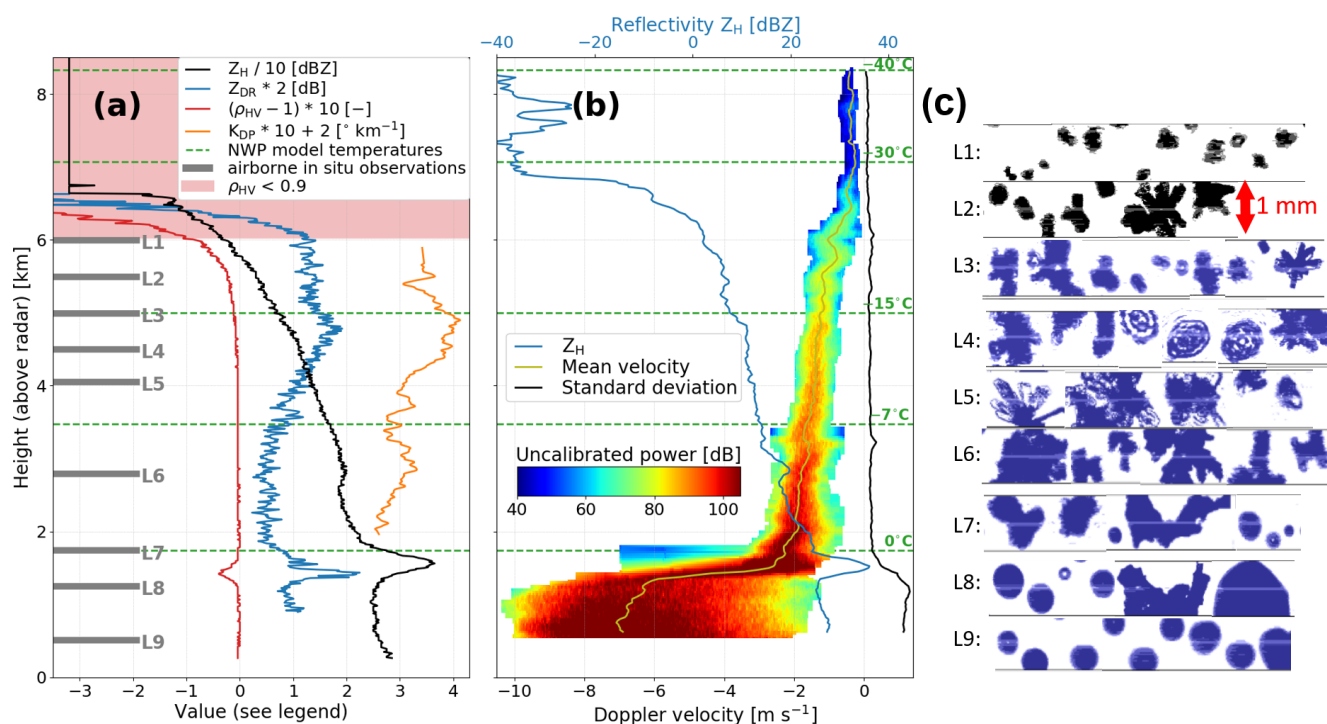 Reflectivity Z_H [dBZ]
−40 −20 0 20 40
(a)
Z_H / 10 [dBZ]
Z_DR * 2 [dB]
(ρ_HV − 1) * 10 [−]
K_DP * 10 + 2 [° km⁻¹]
NWP model temperatures
airborne in situ observations
ρ_HV < 0.9
Height (above radar) [km]
8
6
4
2
0
L1
L2
L3
L4
L5
L6
L7
L8
L9
−3 −2 −1 0 1 2 3 4
Value (see legend)
(b)
−40°C
−30°C
−15°C
−7°C
0°C
Z_H
Mean velocity
Standard deviation
Uncalibrated power [dB]
40 60 80 100
−10 −8 −6 −4 −2 0
Doppler velocity [m s⁻¹]
(c)
L1:
L2:
1 mm
L3:
L4:
L5:
L6:
L7:
L8:
L9: